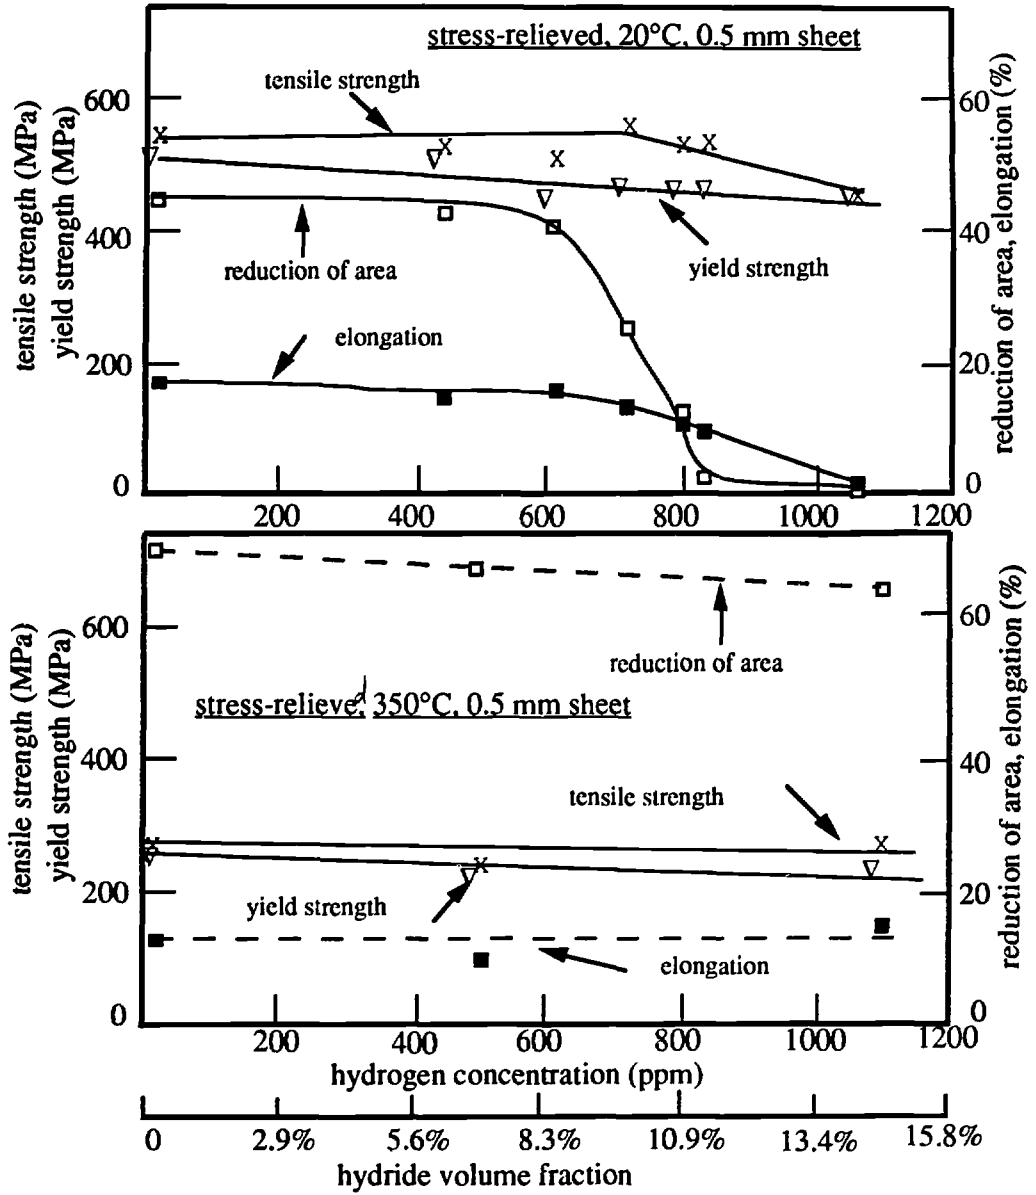 stress-relieved, 20°C, 0.5 mm sheet
tensile strength
600
60
tensile strength (MPa)
yield strength (MPa)
reduction of area, elongation (%)
400
40
reduction of area
yield strength
elongation
200
20
0
0
200 400 600 800 1000 1200
600
60
reduction of area
tensile strength (MPa)
yield strength (MPa)
reduction of area, elongation (%)
stress-relieved, 350°C, 0.5 mm sheet
400
40
tensile strength
200
20
yield strength
elongation
0
0
200 400 600 800 1000 1200
hydrogen concentration (ppm)
0 2.9% 5.6% 8.3% 10.9% 13.4% 15.8%
hydride volume fraction